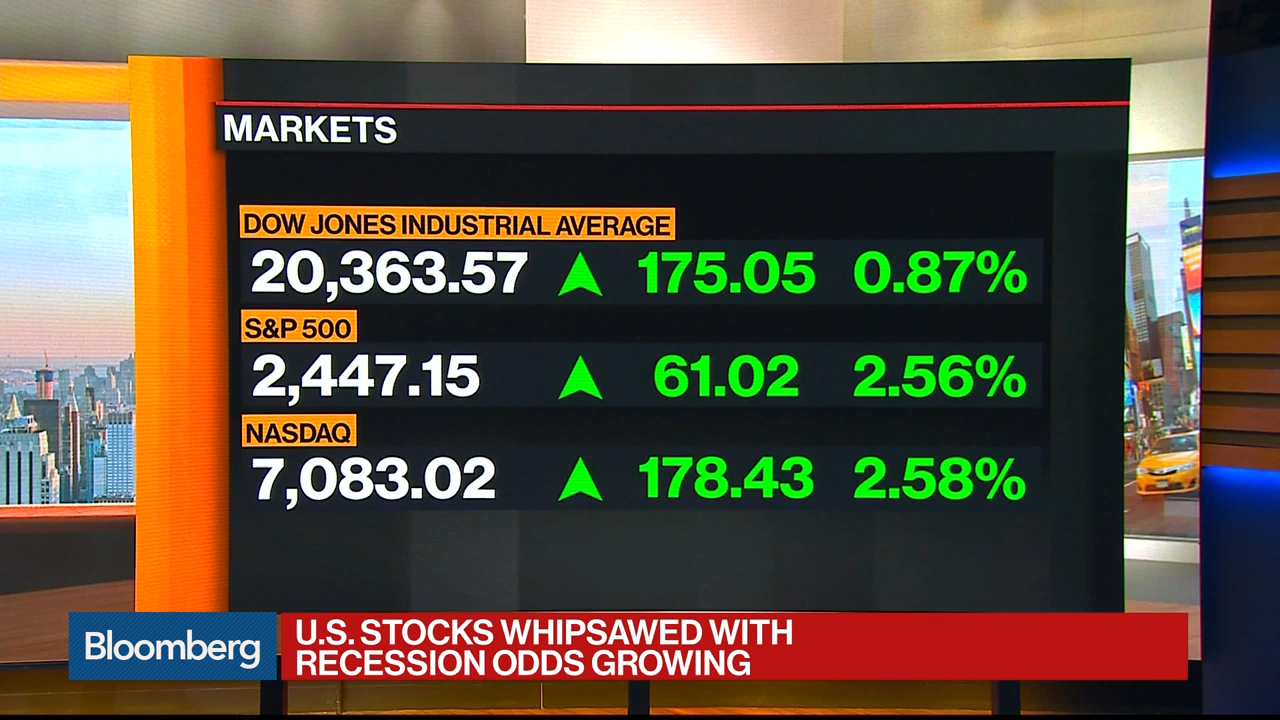 MARKETS
DOW JONES INDUSTRIAL AVERAGE
20,363.57 ▲ 175.05 0.87%
S&P 500
2,447.15 ▲ 61.02 2.56%
NASDAQ
7,083.02 ▲ 178.43 2.58%
Bloomberg
U.S. STOCKS WHIPSAWED WITH
RECESSION ODDS GROWING